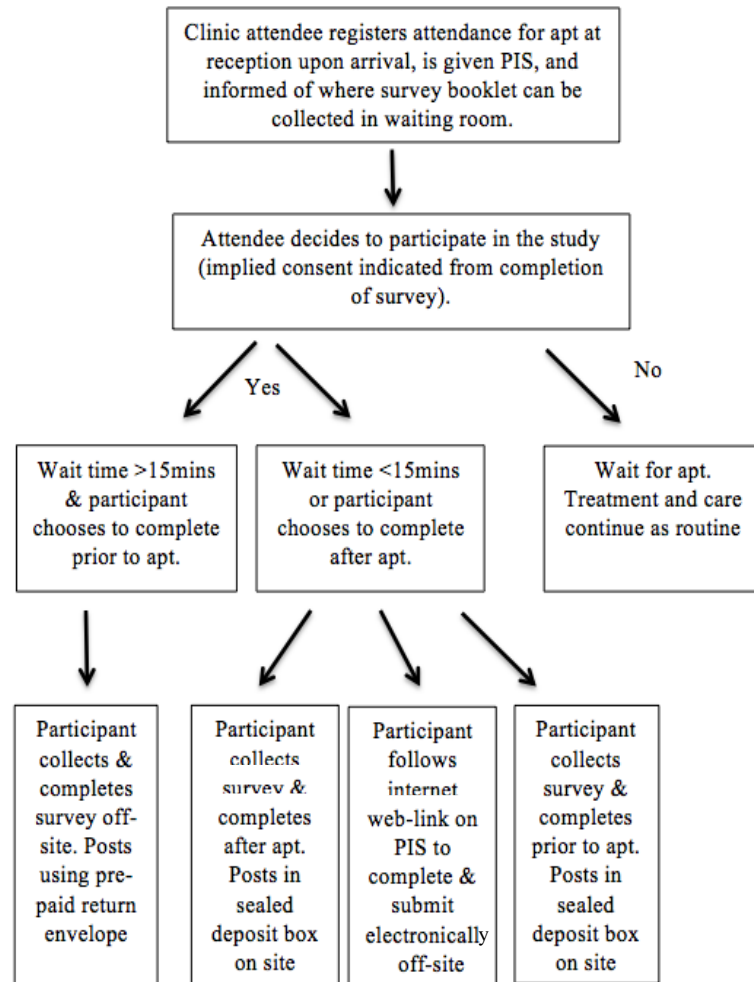 Clinic attendee registers attendance for apt at
reception upon arrival, is given PIS, and
informed of where survey booklet can be
collected in waiting room.
Attendee decides to participate in the study
(implied consent indicated from completion
of survey).
Yes
No
Wait time >15mins
& participant
chooses to complete
prior to apt.
Wait time <15mins
or participant
chooses to complete
after apt.
Wait for apt.
Treatment and care
continue as routine
Participant
collects &
completes
survey off-
site. Posts
using pre-
paid return
envelope
Participant
collects
survey &
completes
after apt.
Posts in
sealed
deposit box
on site
Participant
follows
internet
web-link on
PIS to
complete &
submit
electronically
off-site
Participant
collects
survey &
completes
prior to apt.
Posts in
sealed
deposit box
on site